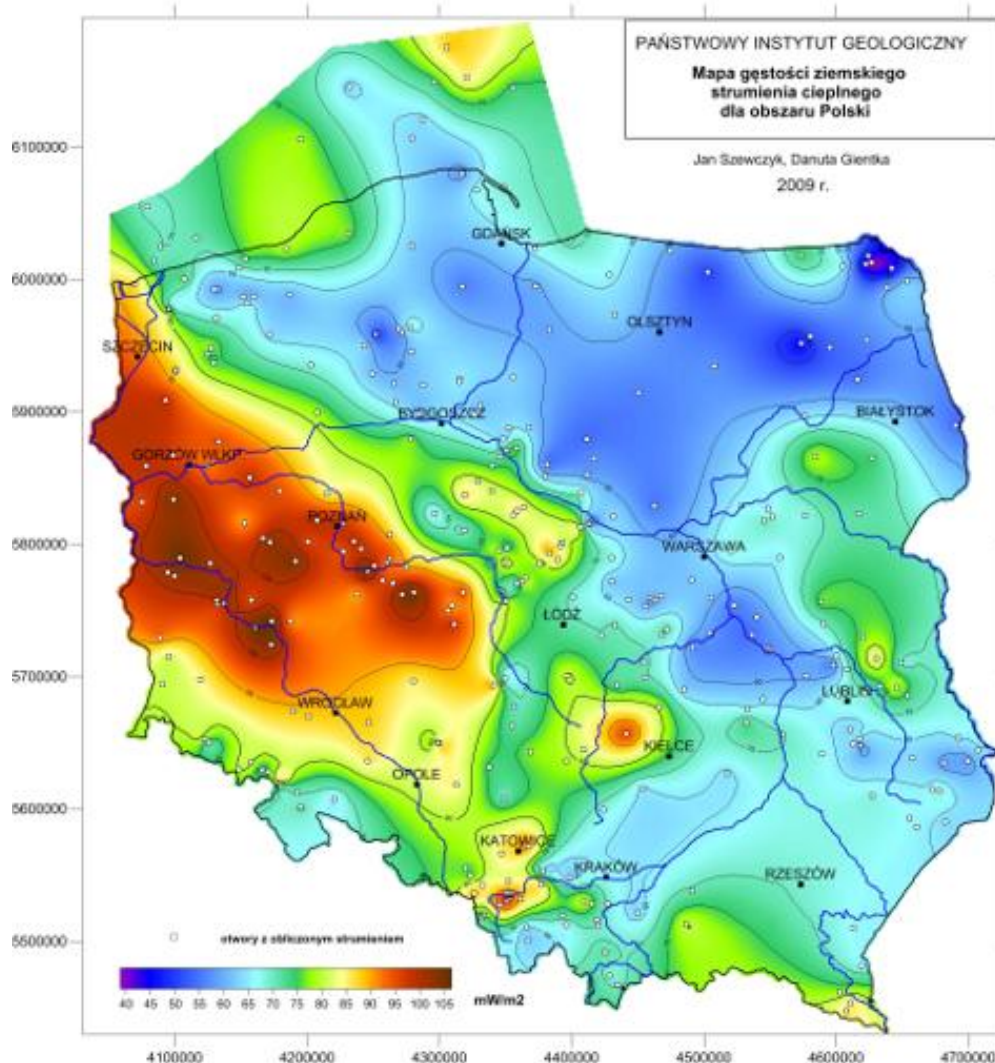 PAŃSTWOWY INSTYTUT GEOLOGICZNY
Mapa gęstości ziemskiego
strumienia cieplnego
dla obszaru Polski
Jan Szewczyk, Danuta Gientka
2009 r.
6100000
GDAŃSK
6000000
OLSZTYN
SZCZECIN
5900000
BYDGOSZCZ
BIAŁYSTOK
GORZÓW WLKP
POZNAŃ
5800000
WARSZAWA
ŁÓDŹ
5700000
LUBLIN
WROCŁAW
KIELCE
OPOLE
5600000
KATOWICE
KRAKÓW
RZESZÓW
5500000
otwory z obliczonym strumieniem
40 45 50 55 60 65 70 75 80 85 90 95 100 105
mW/m2
4100000 4200000 4300000 4400000 4500000 4600000 4700000